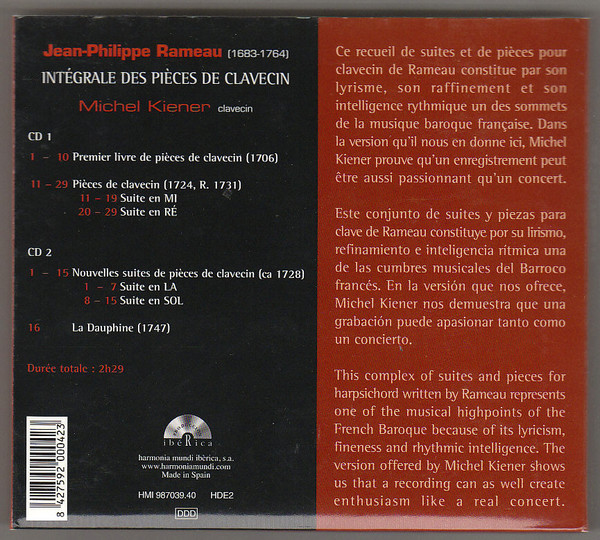 Jean-Philippe Rameau (1683-1764)
INTÉGRALE DES PIÈCES DE CLAVECIN
Michel Kiener clavecin
CD 1
1 – 10 Premier livre de pièces de clavecin (1706)
11 – 29 Pièces de clavecin (1724, R. 1731)
11 – 19 Suite en MI
20 – 29 Suite en RÉ
CD 2
1 – 15 Nouvelles suites de pièces de clavecin (ca 1728)
1 – 7 Suite en LA
8 – 15 Suite en SOL
16 La Dauphine (1747)
Durée totale : 2h29
8 427592 000423
ibèrica
harmonia mundi ibèrica, s.a.
www.harmoniamundi.com
Made in Spain
HMI 987039.40 HDE2
DDD
Ce recueil de suites et de pièces pour
clavecin de Rameau constitue par son
lyrisme, son raffinement et son
intelligence rythmique un des sommets
de la musique baroque française. Dans
la version qu'il nous en donne ici, Michel
Kiener prouve qu'un enregistrement peut
être aussi passionnant qu'un concert.
Este conjunto de suites y piezas para
clave de Rameau constituye por su lirismo,
refinamiento e inteligencia rítmica una
de las cumbres musicales del Barroco
francés. En la versión que nos ofrece,
Michel Kiener nos demuestra que una
grabación puede apasionar tanto como
un concierto.
This complex of suites and pieces for
harpsichord written by Rameau represents
one of the musical highpoints of the
French Baroque because of its lyricism,
fineness and rhythmic intelligence. The
version offered by Michel Kiener shows
us that a recording can as well create
enthusiasm like a real concert.